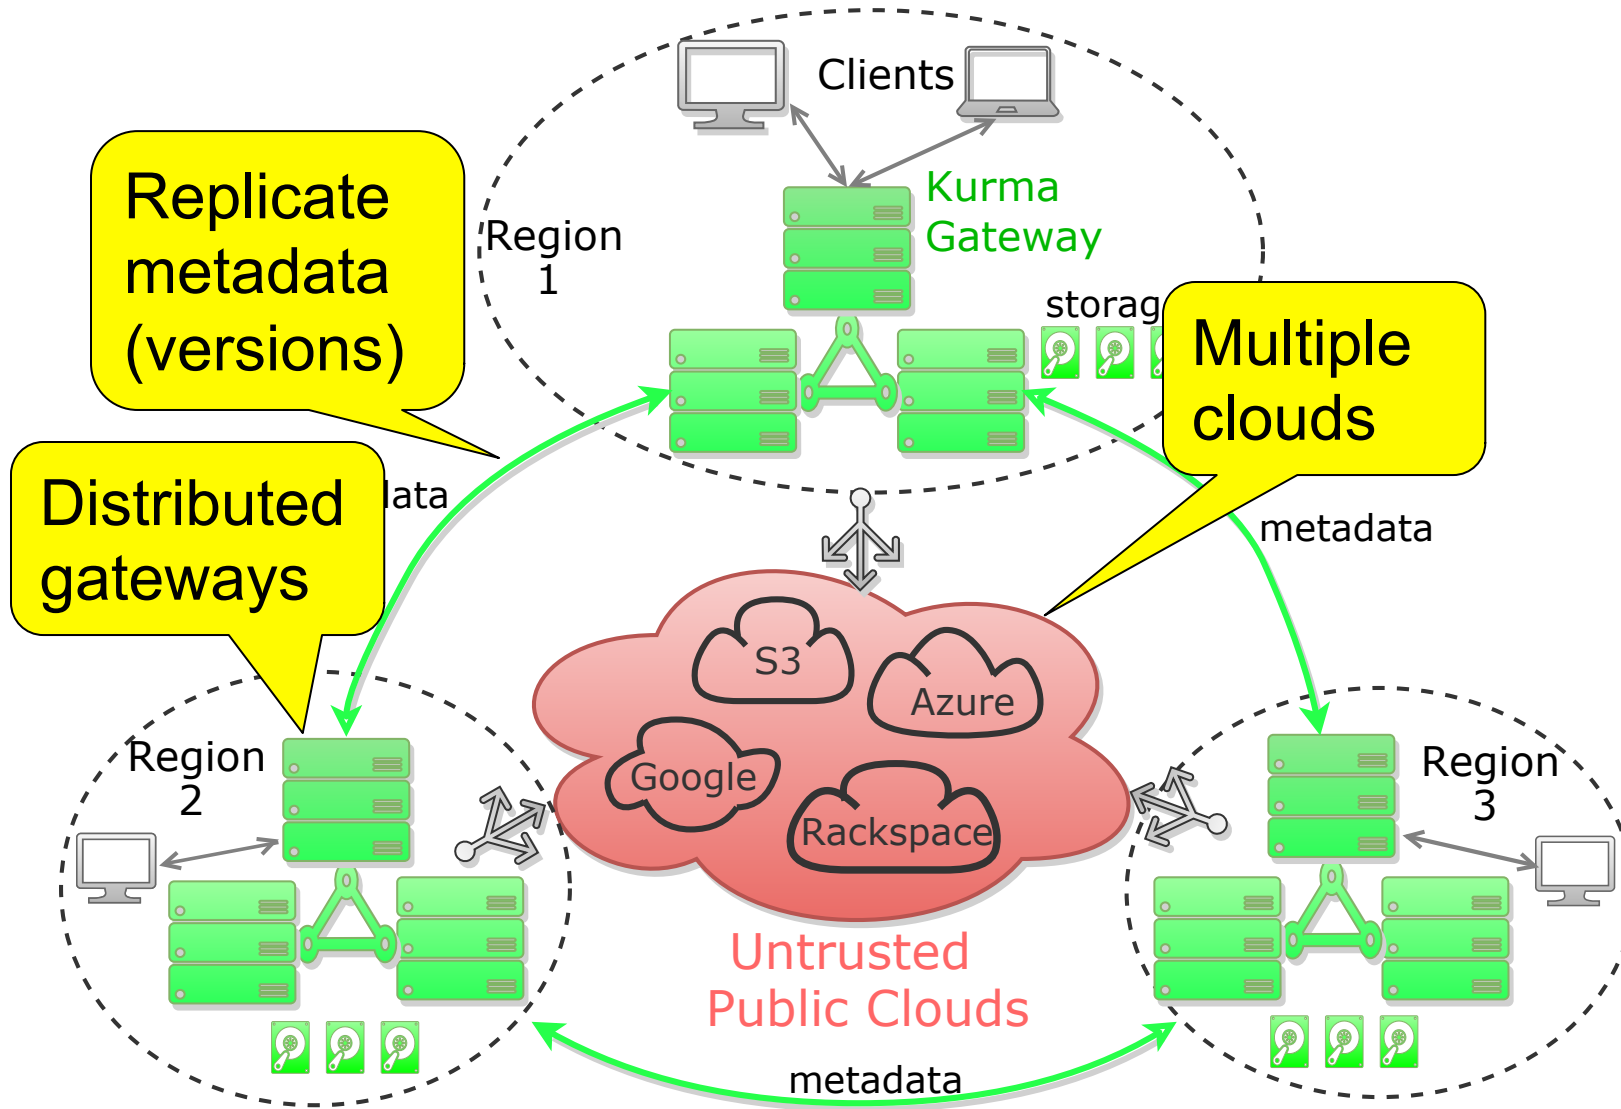 Clients
Replicate
metadata
(versions)
Kurma
Gateway
Region
1
storag
Multiple
clouds
Distributed
gateways
data
metadata
S3
Azure
Google
Rackspace
Region
2
Region
3
Untrusted
Public Clouds
metadata